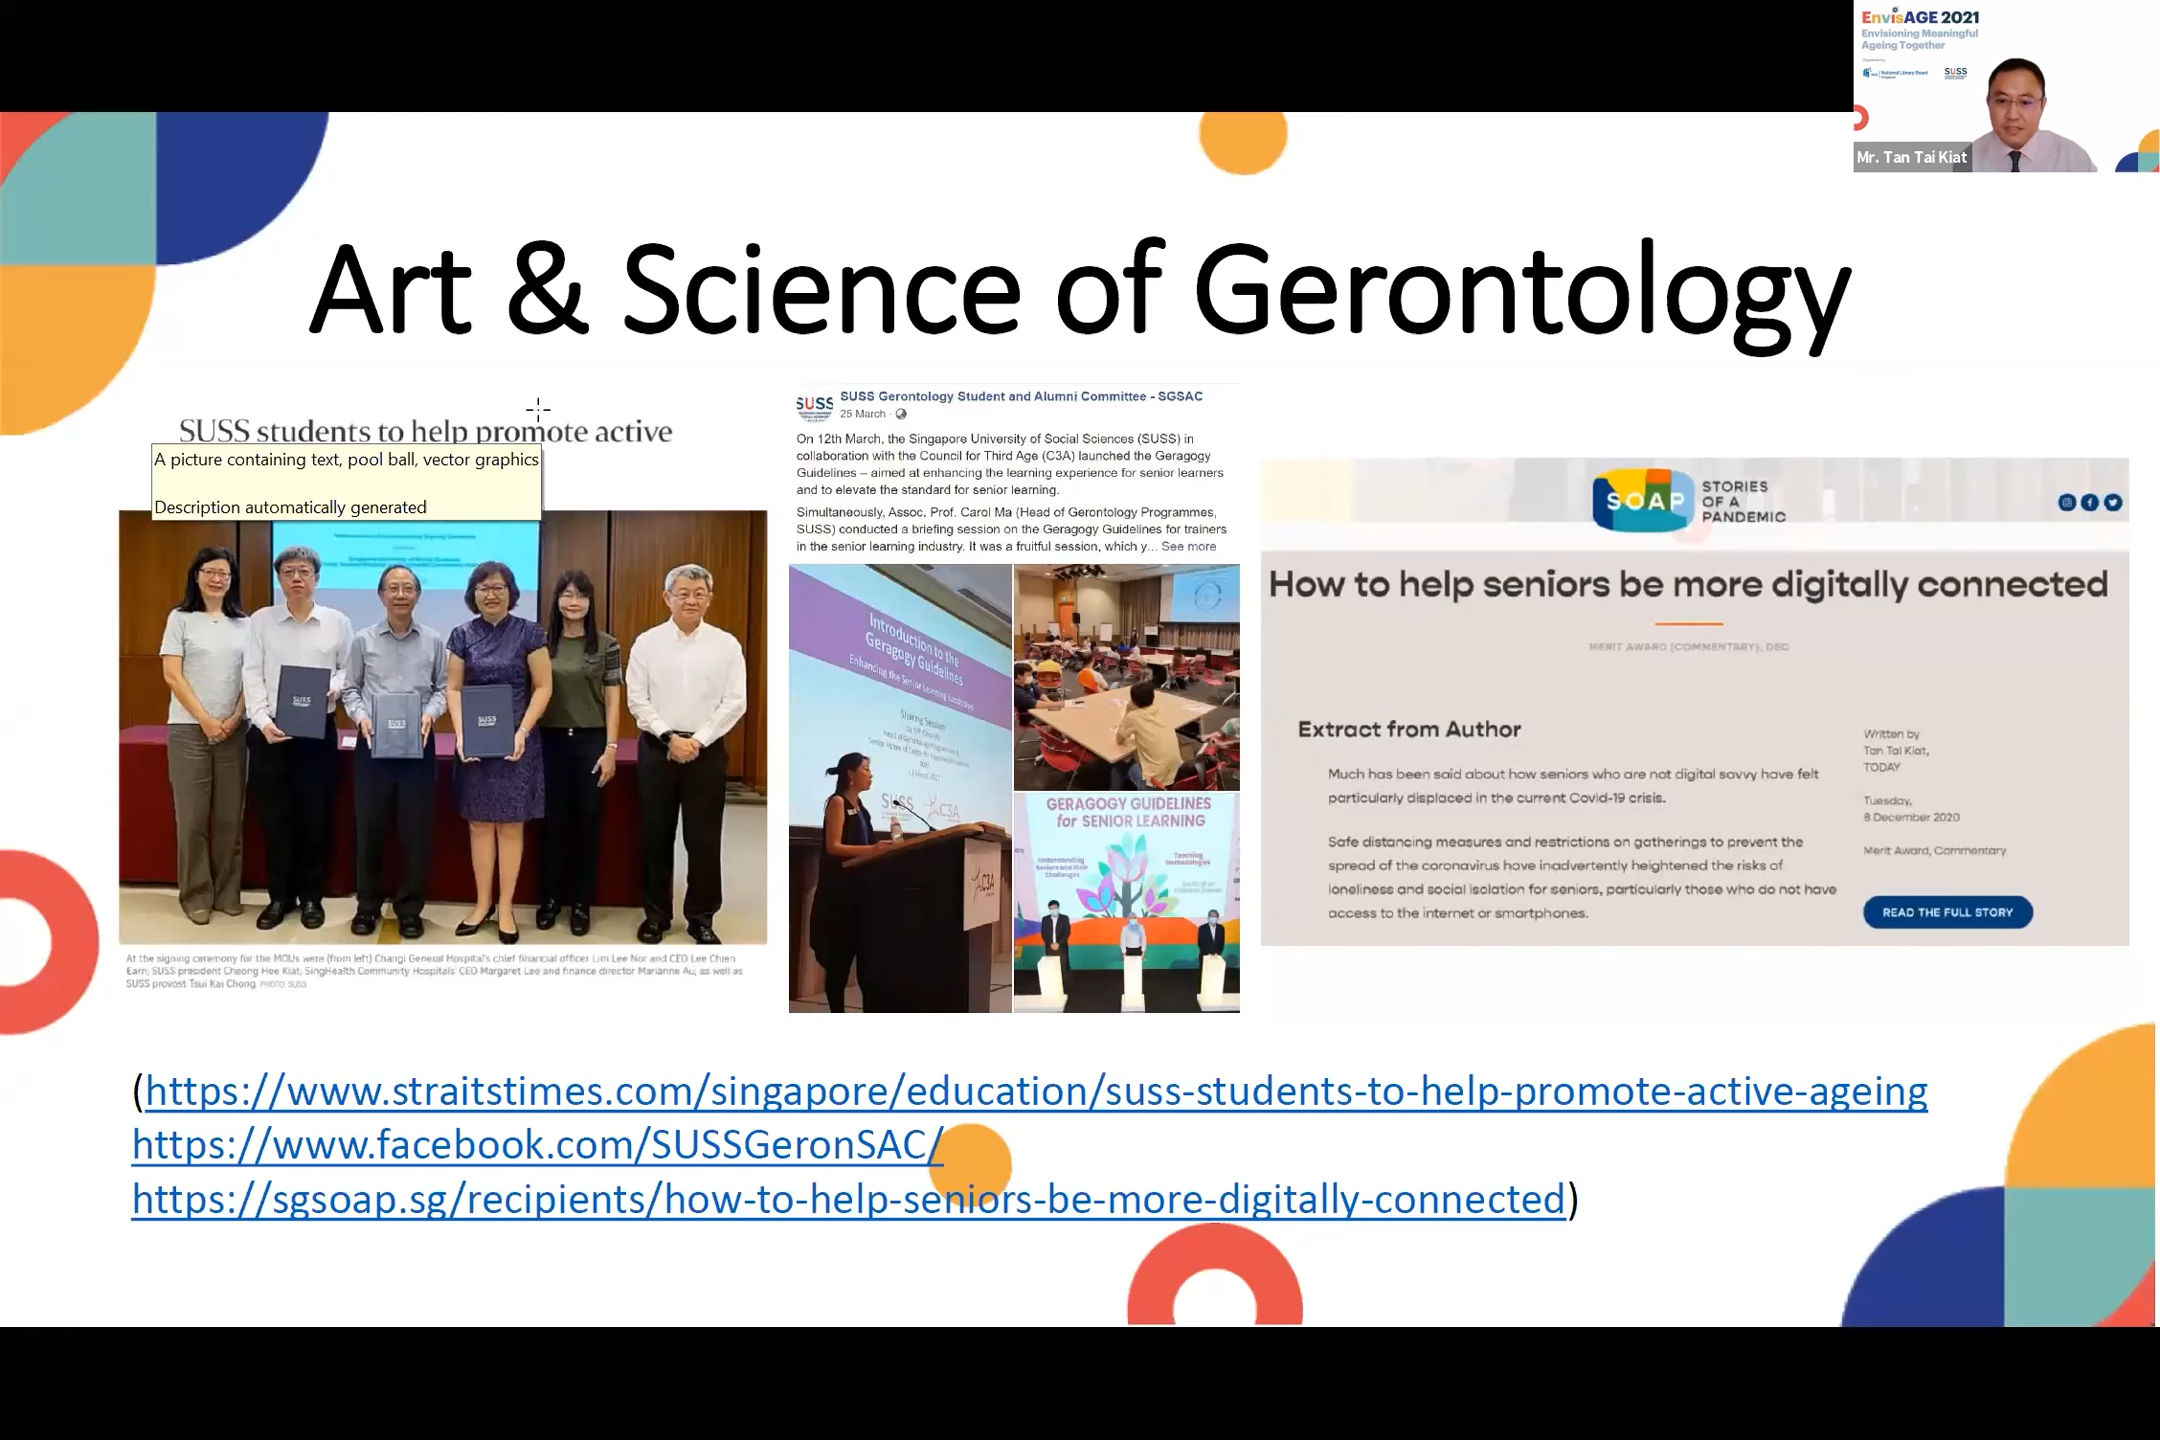 EnvisAGE 2021
Envisioning Meaningful
Ageing Together
National Library Board
SUSS
Mr. Tan Tai Kiat
Art & Science of Gerontology
SUSS students to help promote active
A picture containing text, pool ball, vector graphics
Description automatically generated
SUSS
SUSS
SUSS
At the signing ceremony for the MOUs were (from left) Changi General Hospital's chief financial officer Lim Lee Nor and CEO Lee Chien
Earn; SUSS president Cheong Hee Kiat, SingHealth Community Hospitals' CEO Margaret Lee and finance director Marianne Au, as well as
SUSS provost Tsui Kai Chong. PHOTO: SUSS
SUSS
SUSS Gerontology Student and Alumni Committee - SGSAC
25 March ·
On 12th March, the Singapore University of Social Sciences (SUSS) in
collaboration with the Council for Third Age (C3A) launched the Geragogy
Guidelines – aimed at enhancing the learning experience for senior learners
and to elevate the standard for senior learning.
Simultaneously, Assoc. Prof. Carol Ma (Head of Gerontology Programmes,
SUSS) conducted a briefing session on the Geragogy Guidelines for trainers
in the senior learning industry. It was a fruitful session, which y... See more
Introduction to the
Geragogy Guidelines
Enhancing the Senior Learning Landscape
Sharing Session
SUSS C3A
C3A
GERAGOGY GUIDELINES
for SENIOR LEARNING
Understanding
Seniors and their
Challenges
Teaching
Methodologies
SOAP
STORIES
OF A
PANDEMIC
How to help seniors be more digitally connected
MERIT AWARD (COMMENTARY), DEC
Extract from Author
Much has been said about how seniors who are not digital savvy have felt
particularly displaced in the current Covid-19 crisis.
Safe distancing measures and restrictions on gatherings to prevent the
spread of the coronavirus have inadvertently heightened the risks of
loneliness and social isolation for seniors, particularly those who do not have
access to the internet or smartphones.
Written by
Tan Tai Kiat,
TODAY
Tuesday,
8 December 2020
Merit Award, Commentary
READ THE FULL STORY
(https://www.straitstimes.com/singapore/education/suss-students-to-help-promote-active-ageing
https://www.facebook.com/SUSSGeronSAC/
https://sgsoap.sg/recipients/how-to-help-seniors-be-more-digitally-connected)